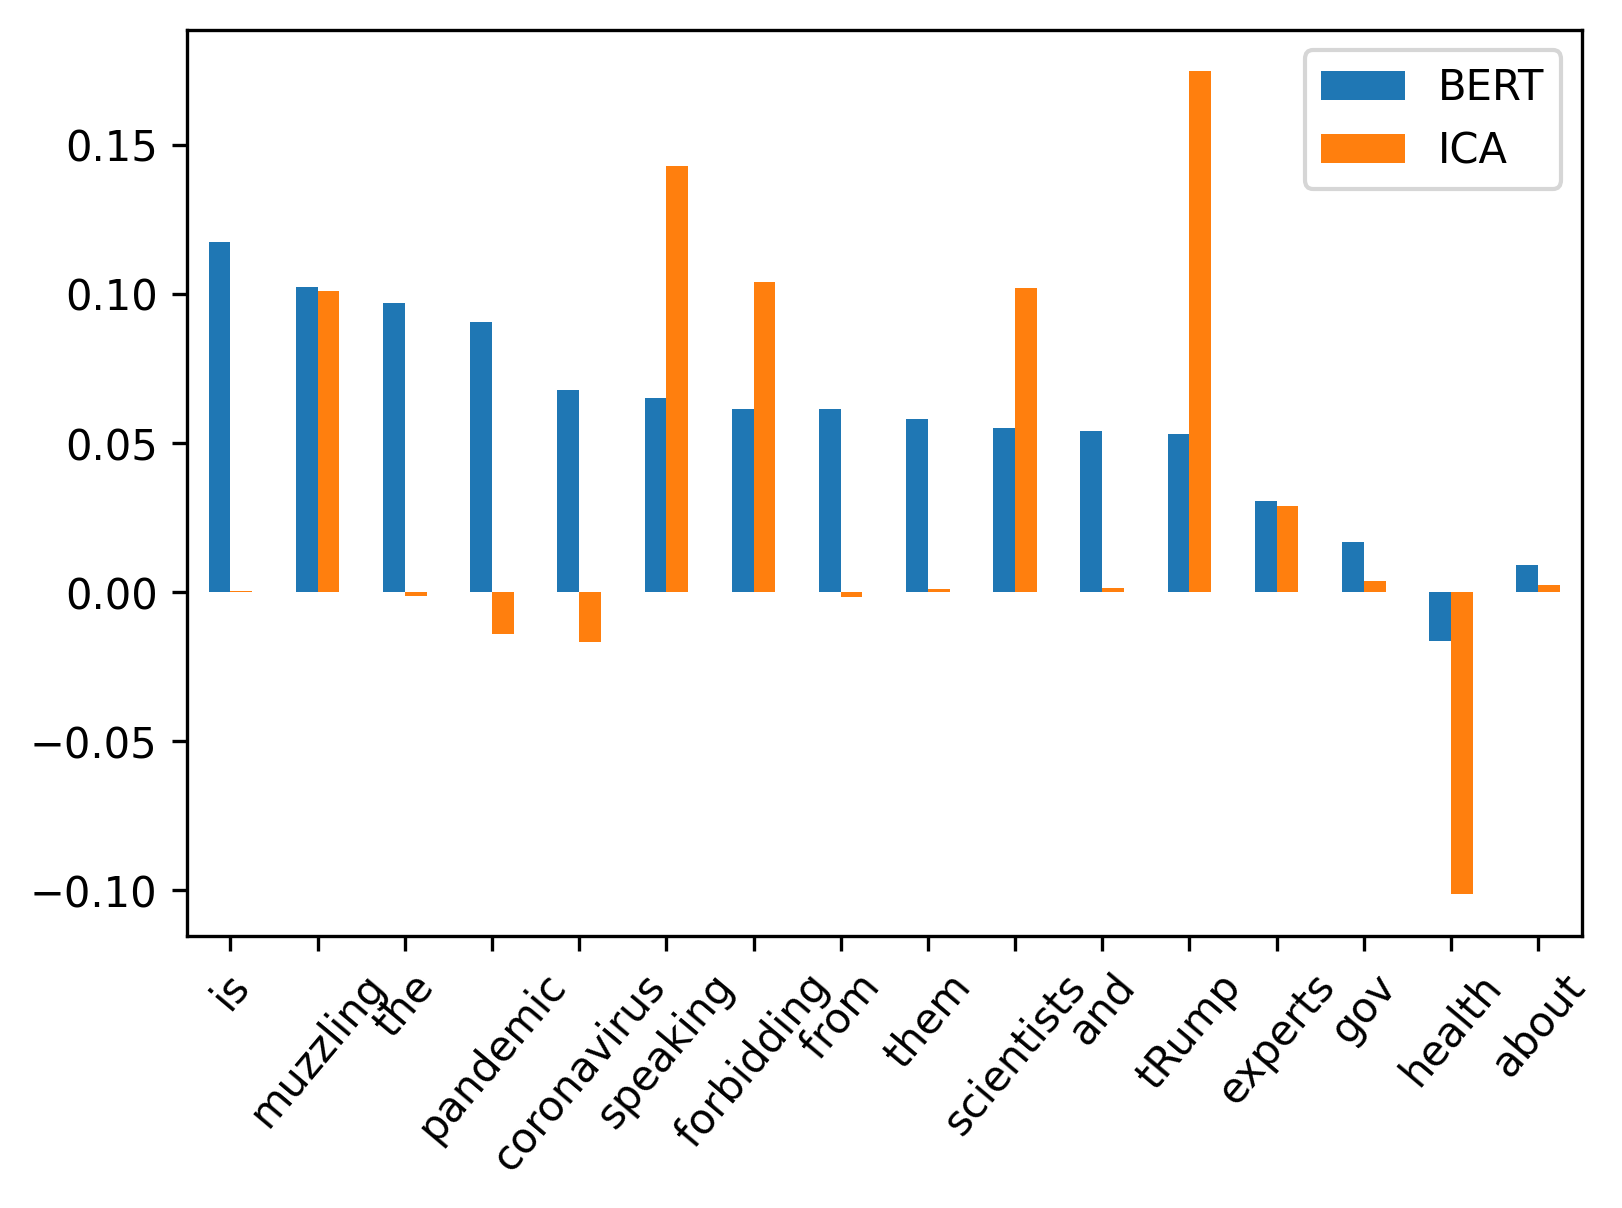 BERT
ICA
0.15
0.10
0.05
0.00
−0.05
−0.10
is
muzzling
the
pandemic
coronavirus
speaking
forbidding
from
them
scientists
and
tRump
experts
gov
health
about